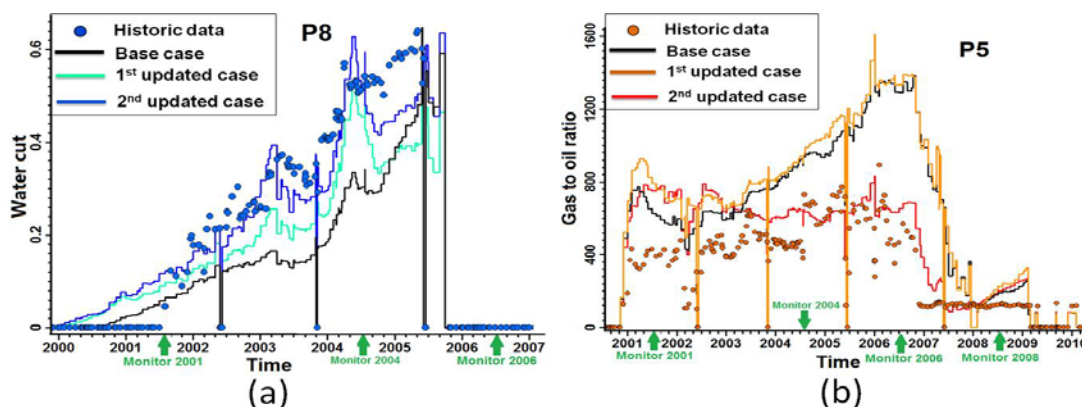 Historic data
Base case
1st updated case
2nd updated case
P8
Water cut
0.6
0.4
0.2
0
2000 2001 2002 2003 2004 2005 2006 2007
Monitor 2001
Time
Monitor 2004
Monitor 2006
(a)
Historic data
Base case
1st updated case
2nd updated case
P5
Gas to oil ratio
1600
1200
800
400
0
Monitor 2004
2001 2002 2003 2004 2005 2006 2007 2008 2009 2010
Monitor 2001
Time
Monitor 2006
Monitor 2008
(b)